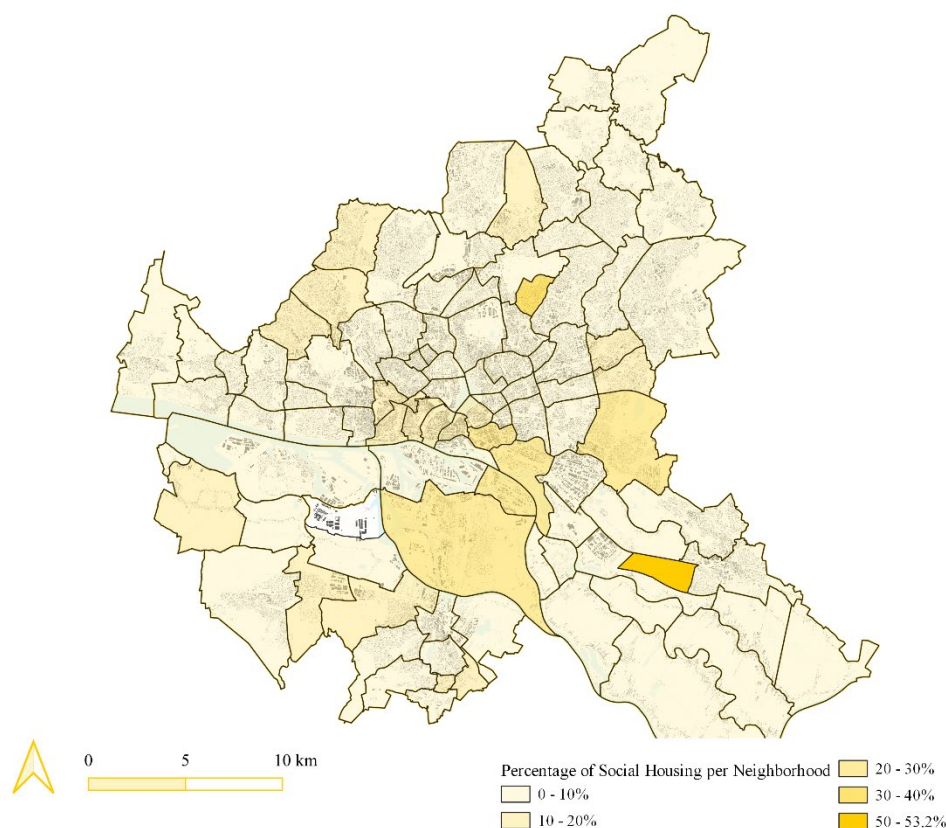 0 5 10 km
Percentage of Social Housing per Neighborhood
0 - 10%
10 - 20%
20 - 30%
30 - 40%
50 - 53,2%